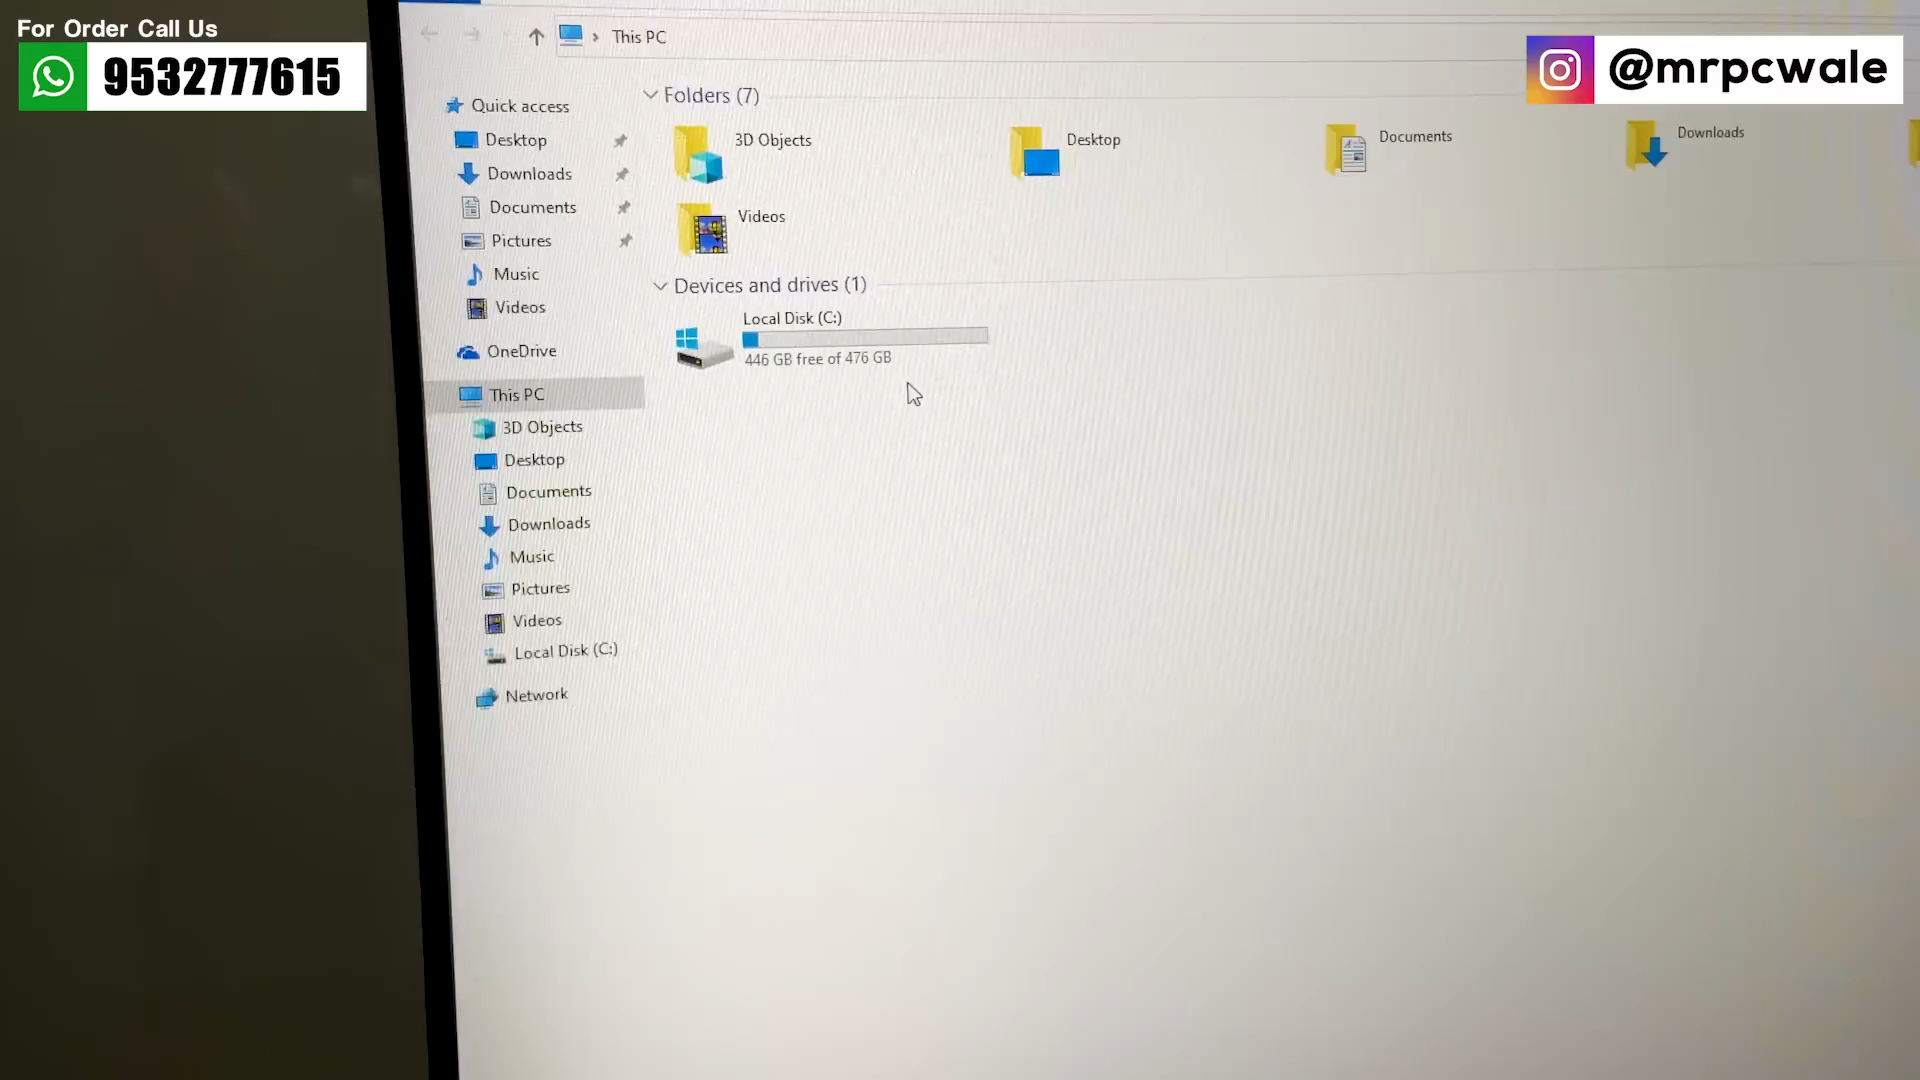 For Order Call Us
9532777615
@mrpcwale
This PC
Quick access
Desktop
Downloads
Documents
Pictures
Music
Videos
OneDrive
This PC
3D Objects
Desktop
Documents
Downloads
Music
Pictures
Videos
Local Disk (C:)
Network
Folders (7)
3D Objects
Desktop
Documents
Downloads
Videos
Devices and drives (1)
Local Disk (C:)
446 GB free of 476 GB